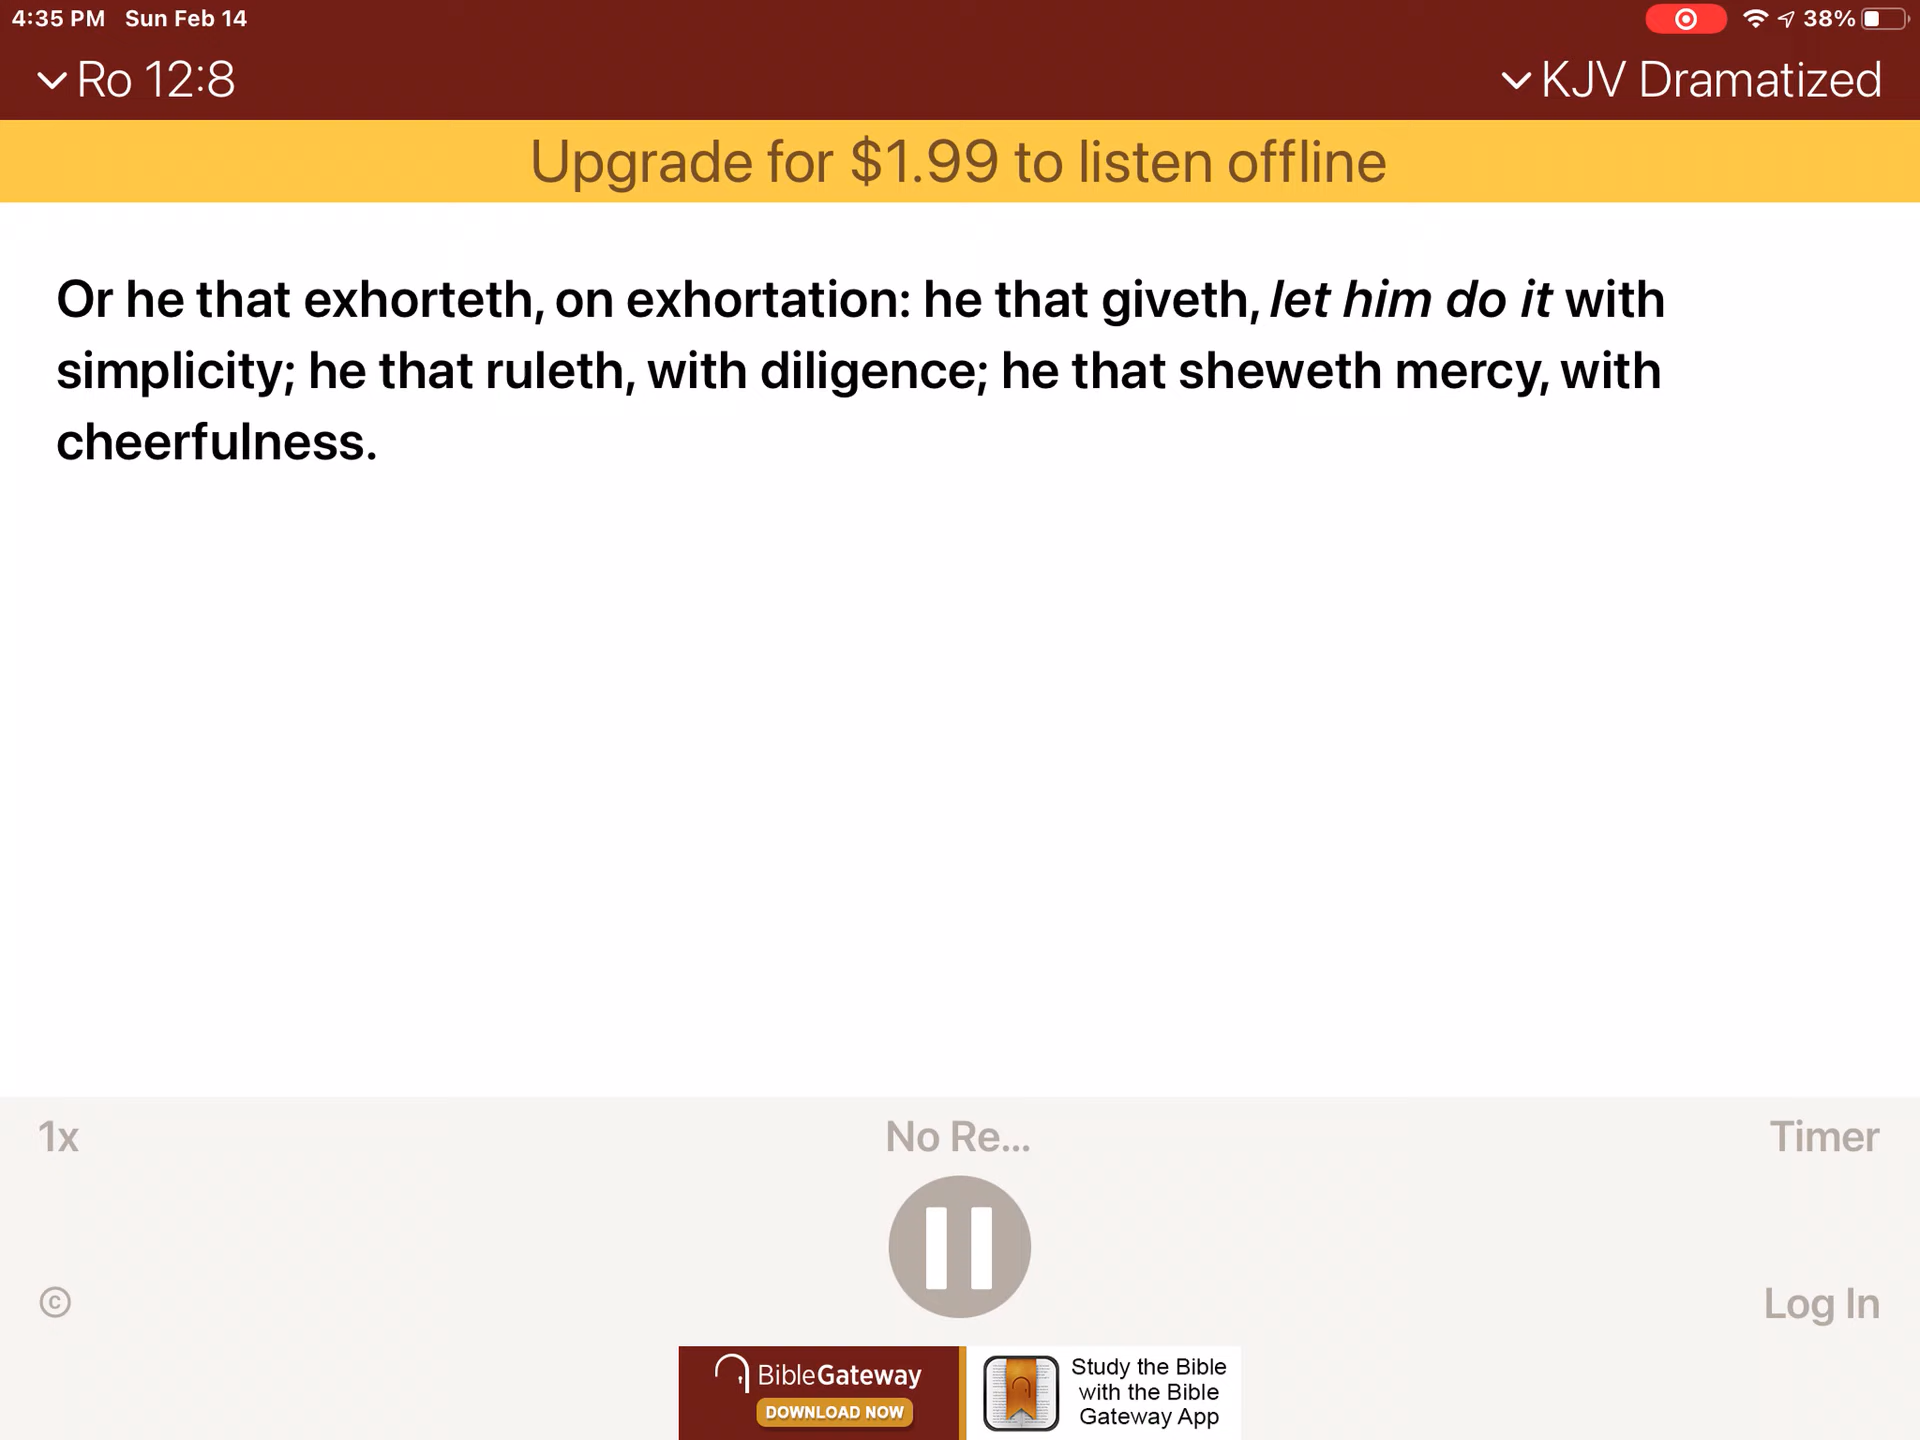 4:35 PM Sun Feb 14
38%
Ro 12:8
KJV Dramatized
Upgrade for $1.99 to listen offline
Or he that exhorteth, on exhortation: he that giveth, let him do it with
simplicity; he that ruleth, with diligence; he that sheweth mercy, with
cheerfulness.
1x
No Re...
Timer
©
Log In
BibleGateway
DOWNLOAD NOW
Study the Bible
with the Bible
Gateway App